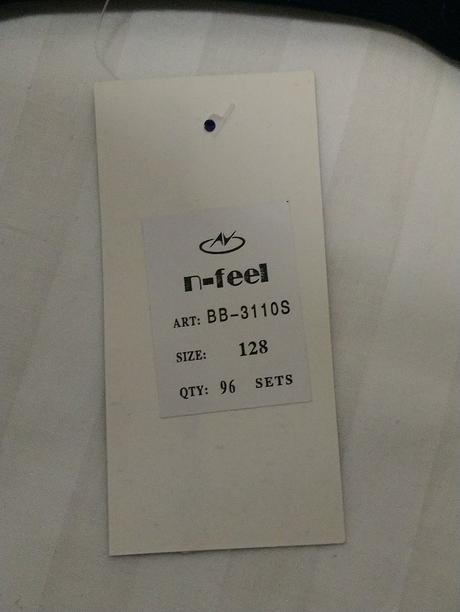 n-feel
ART: BB-3110S
SIZE: 128
QTY: 96 SETS